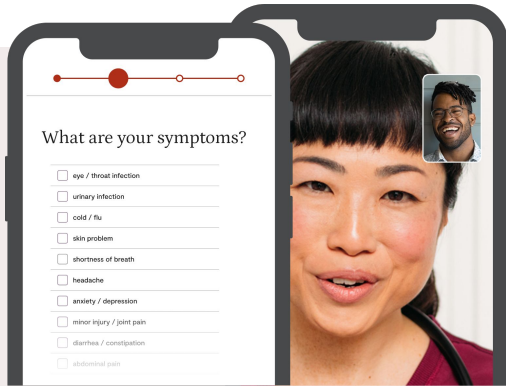 What are your symptoms?
eye / throat infection
urinary infection
cold / flu
skin problem
shortness of breath
headache
anxiety / depression
minor injury / joint pain
diarrhea / constipation
abdominal pain